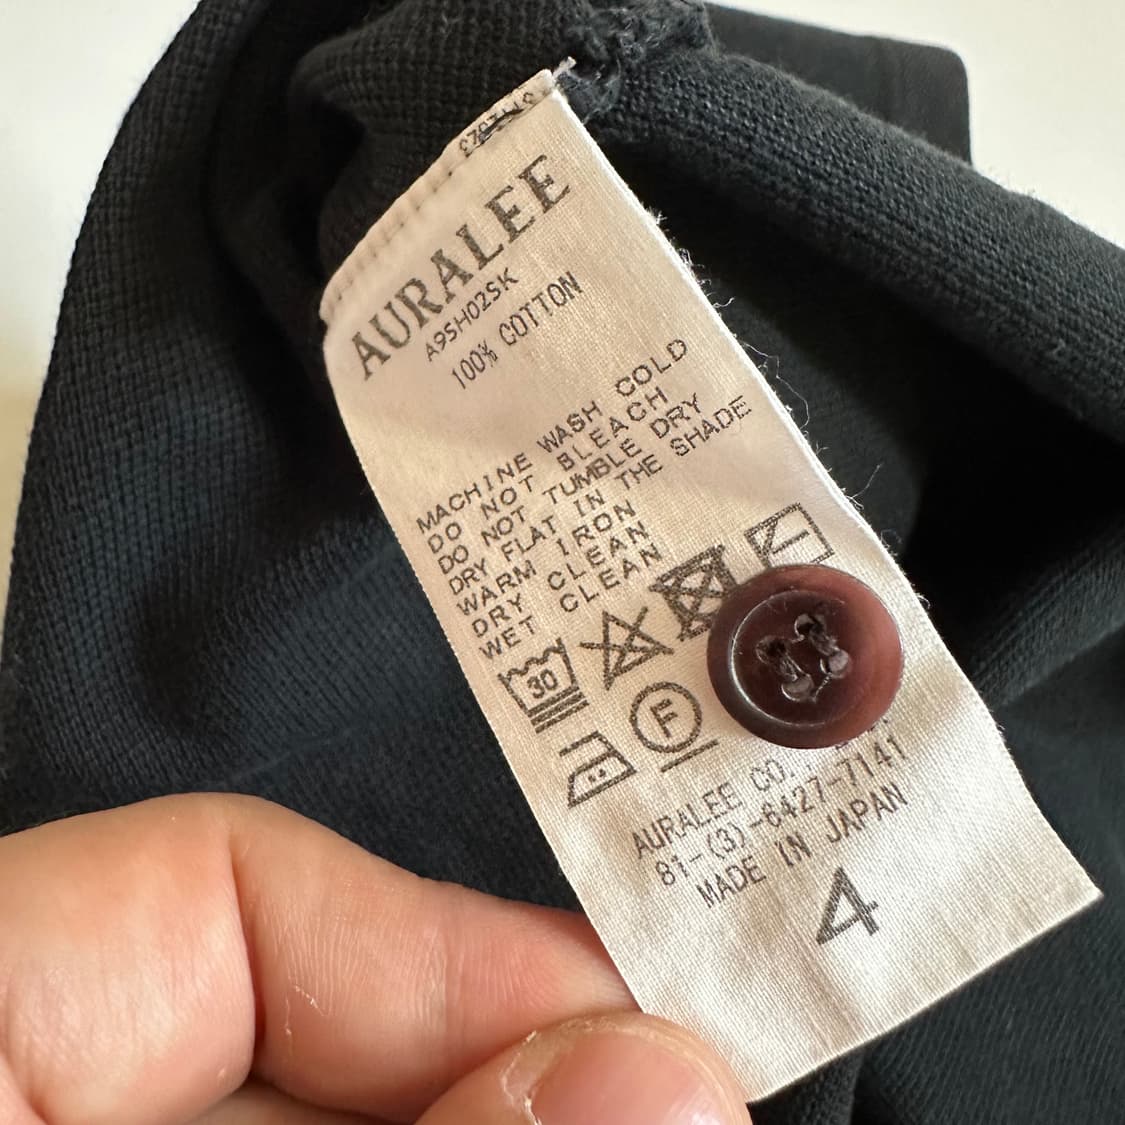 AURALEE
A9SH02SK
100% COTTON
MACHINE WASH COLD
DO NOT BLEACH
DO NOT TUMBLE DRY
DRY FLAT IN THE SHADE
WARM IRON
DRY CLEAN
WET CLEAN
30
F
AURALEE CO.,
81-(3)-6427-7141
MADE IN JAPAN
4